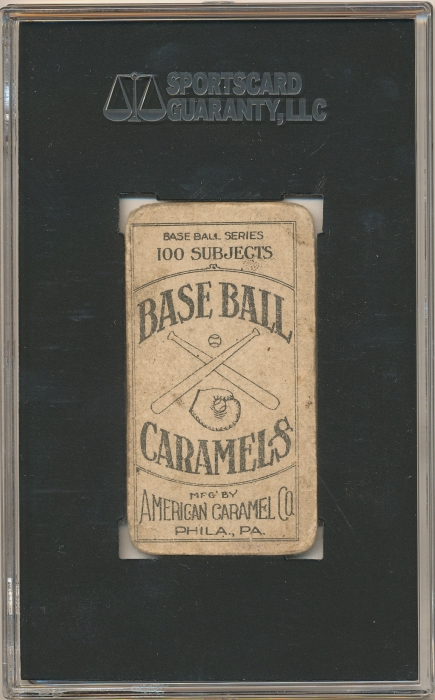 SPORTSCARD
GUARANTY, LLC
BASE BALL SERIES
100 SUBJECTS
BASE BALL
CARAMELS
MFG' BY
AMERICAN CARAMEL CO.
PHILA., PA.